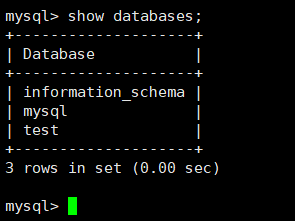 mysql> show databases;
+--------------------+
| Database           |
+--------------------+
| information_schema |
| mysql              |
| test               |
+--------------------+
3 rows in set (0.00 sec)
mysql>